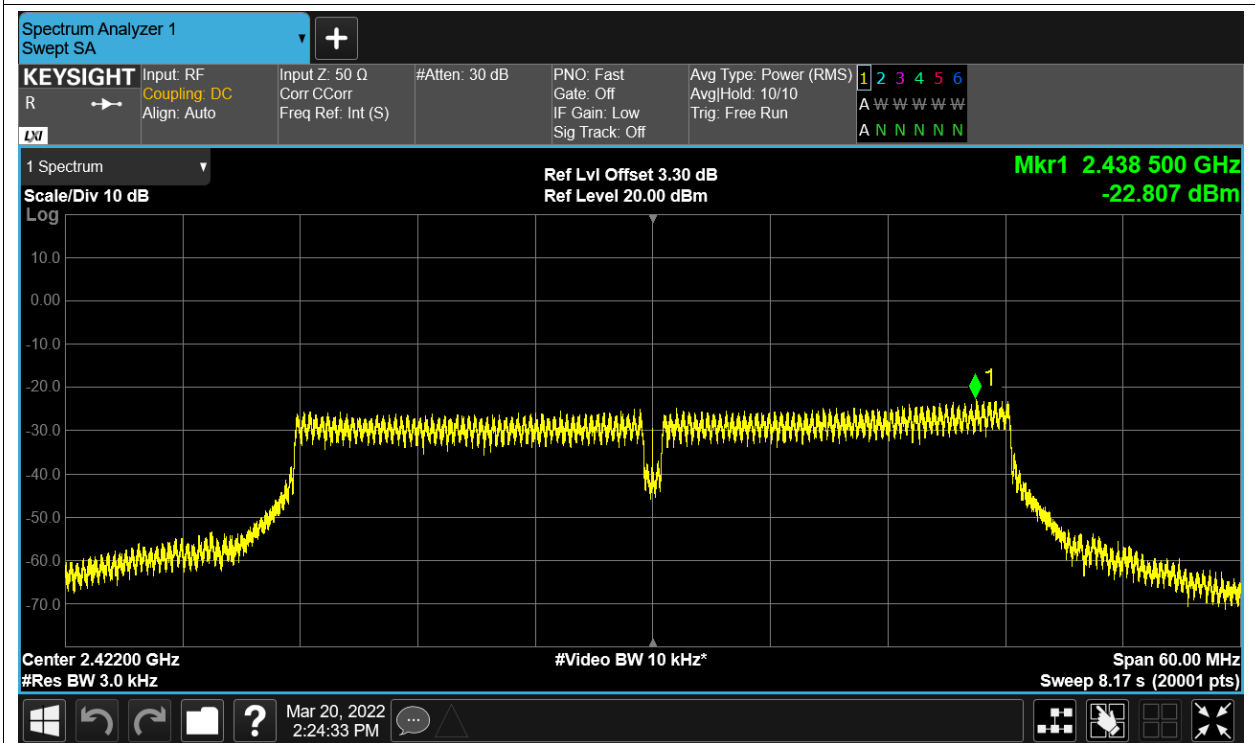 Spectrum Analyzer 1
Swept SA
KEYSIGHT
R
LXI
Input: RF
Coupling: DC
Align: Auto
Input Z: 50 Ω
Corr CCorr
Freq Ref: Int (S)
#Atten: 30 dB
PNO: Fast
Gate: Off
IF Gain: Low
Sig Track: Off
Avg Type: Power (RMS)
Avg|Hold: 10/10
Trig: Free Run
1 2 3 4 5 6
A W W W W W
A N N N N N
1 Spectrum
Scale/Div 10 dB
Ref Lvl Offset 3.30 dB
Ref Level 20.00 dBm
Mkr1 2.438 500 GHz
-22.807 dBm
Log
10.0
0.00
-10.0
-20.0
-30.0
-40.0
-50.0
-60.0
-70.0
1
Center 2.42200 GHz
#Res BW 3.0 kHz
#Video BW 10 kHz*
Span 60.00 MHz
Sweep 8.17 s (20001 pts)
?
Mar 20, 2022
2:24:33 PM